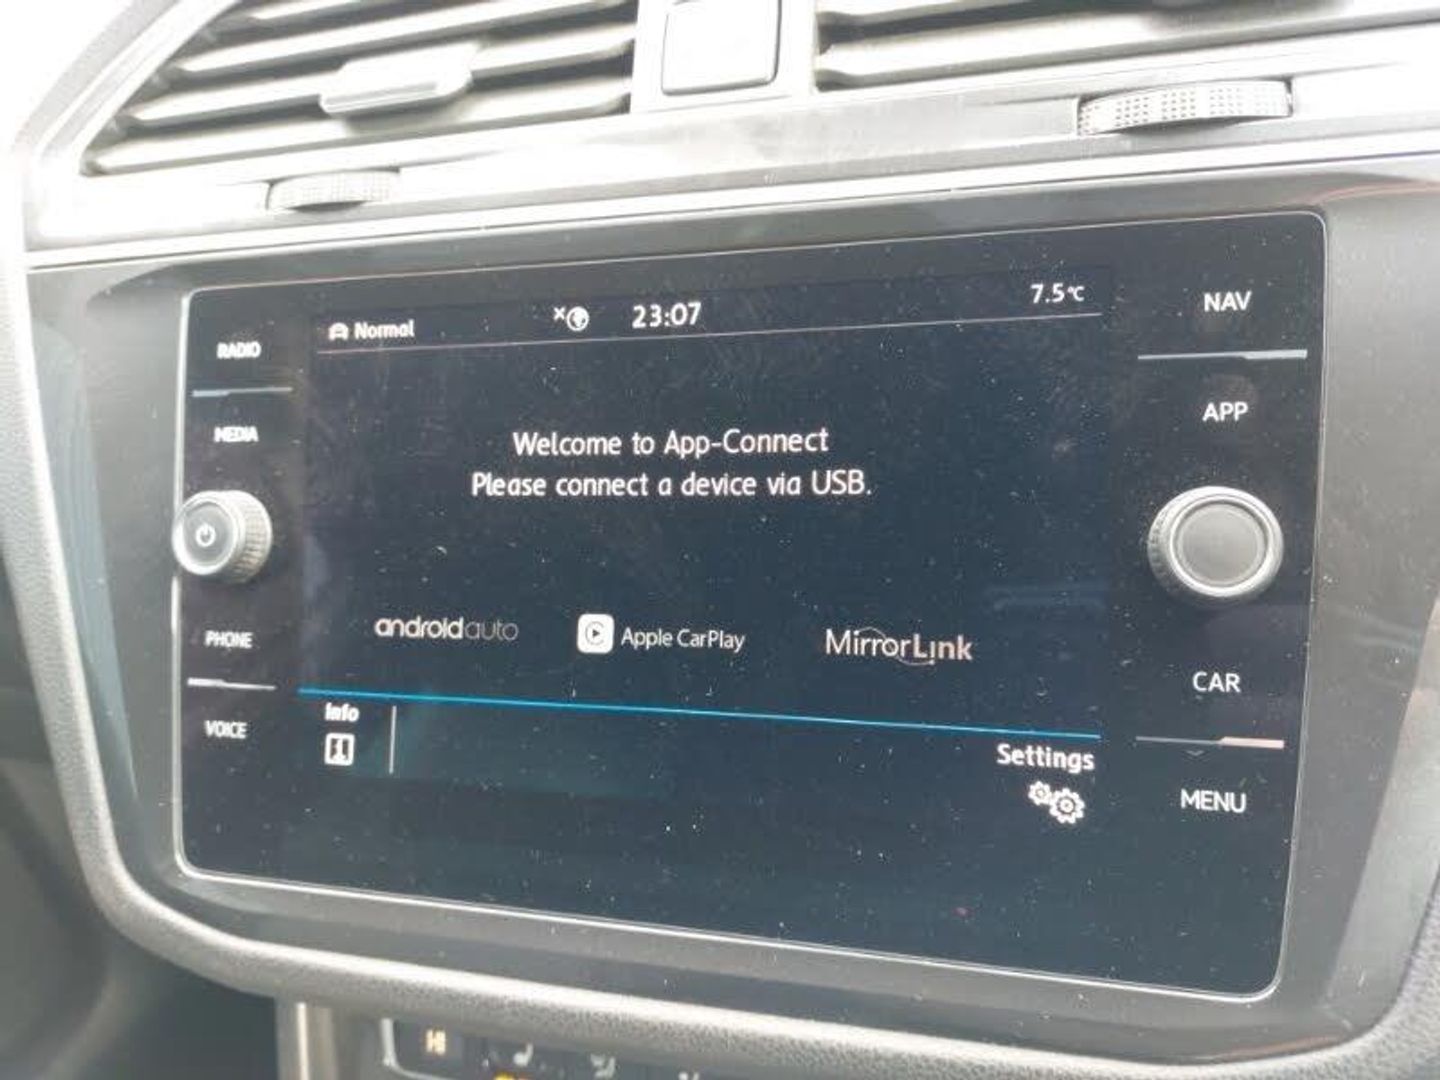 Normal
23:07
7.5°C
RADIO
MEDIA
PHONE
VOICE
Welcome to App-Connect
Please connect a device via USB.
androidauto
Apple CarPlay
MirrorLink
Info
Settings
NAV
APP
CAR
MENU
HI